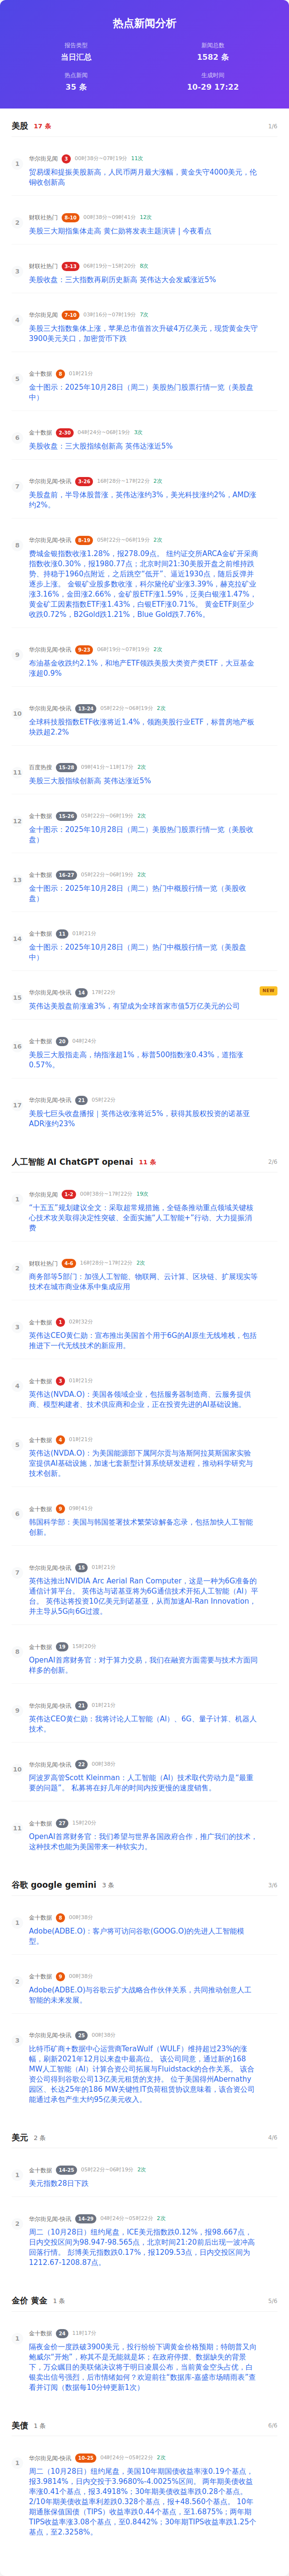 热点新闻分析
报告类型
新闻总数
当日汇总
1582 条
热点新闻
生成时间
35 条
10-29 17:22
美股 17 条
1/6
1
华尔街见闻 3 00时38分~07时19分 11次
贸易缓和提振美股新高，人民币两月最大涨幅，黄金失守4000美元，伦
铜收创新高
2
财联社热门 8-10 00时38分~09时41分 12次
美股三大期指集体走高 黄仁勋将发表主题演讲 | 今夜看点
3
财联社热门 3-13 06时19分~15时20分 8次
美股收盘：三大指数再刷历史新高 英伟达大会发威涨近5%
4
华尔街见闻 7-10 03时16分~07时19分 7次
美股三大指数集体上涨，苹果总市值首次升破4万亿美元，现货黄金失守
3900美元关口，加密货币下跌
5
金十数据 8 01时21分
金十图示：2025年10月28日（周二）美股热门股票行情一览（美股盘
中）
6
金十数据 2-30 04时24分~06时19分 3次
美股收盘：三大股指续创新高 英伟达涨近5%
7
华尔街见闻-快讯 3-26 16时28分~17时22分 2次
美股盘前，半导体股普涨，英伟达涨约3%，美光科技涨约2%，AMD涨
约2%。
8
华尔街见闻-快讯 8-19 05时22分~06时19分 2次
费城金银指数收涨1.28%，报278.09点。 纽约证交所ARCA金矿开采商
指数收涨0.30%，报1980.77点；北京时间21:30美股开盘之前维持跌
势、持稳于1960点附近，之后跳空“低开”、逼近1930点，随后反弹并
逐步上涨。 金银矿业股多数收涨，科尔黛伦矿业涨3.39%，赫克拉矿业
涨3.16%，金田涨2.66%，金矿股ETF涨1.59%，泛美白银涨1.47%，
黄金矿工因素指数ETF涨1.43%，白银ETF涨0.71%。 黄金ETF则至少
收跌0.72%，B2Gold跌1.21%，Blue Gold跌7.76%。
9
华尔街见闻-快讯 9-23 06时19分~07时19分 2次
布油基金收跌约2.1%，和地产ETF领跌美股大类资产类ETF，大豆基金
涨超0.9%
10
华尔街见闻-快讯 13-24 05时22分~06时19分 2次
全球科技股指数ETF收涨将近1.4%，领跑美股行业ETF，标普房地产板
块跌超2.2%
11
百度热搜 15-28 09时41分~11时17分 2次
美股三大股指续创新高 英伟达涨近5%
12
金十数据 15-26 05时22分~06时19分 2次
金十图示：2025年10月28日（周二）美股热门股票行情一览（美股收
盘）
13
金十数据 16-27 05时22分~06时19分 2次
金十图示：2025年10月28日（周二）热门中概股行情一览（美股收
盘）
14
金十数据 11 01时21分
金十图示：2025年10月28日（周二）热门中概股行情一览（美股盘
中）
15
华尔街见闻-快讯 14 17时22分
NEW
英伟达美股盘前涨逾3%，有望成为全球首家市值5万亿美元的公司
16
金十数据 20 04时24分
美股三大股指走高，纳指涨超1%，标普500指数涨0.43%，道指涨
0.57%。
17
华尔街见闻-快讯 21 05时22分
美股七巨头收盘播报｜英伟达收涨将近5%，获得其股权投资的诺基亚
ADR涨约23%
人工智能 AI ChatGPT openai 11 条
2/6
1
华尔街见闻 1-2 00时38分~17时22分 19次
“十五五”规划建议全文：采取超常规措施，全链条推动重点领域关键核
心技术攻关取得决定性突破、全面实施“人工智能+”行动、大力提振消
费
2
财联社热门 4-6 16时28分~17时22分 2次
商务部等5部门：加强人工智能、物联网、云计算、区块链、扩展现实等
技术在城市商业体系中集成应用
3
金十数据 1 02时32分
英伟达CEO黄仁勋：宣布推出美国首个用于6G的AI原生无线堆栈，包括
推进下一代无线技术的新应用。
4
金十数据 3 01时21分
英伟达(NVDA.O)：美国各领域企业，包括服务器制造商、云服务提供
商、模型构建者、技术供应商和企业，正在投资先进的AI基础设施。
5
金十数据 4 01时21分
英伟达(NVDA.O)：为美国能源部下属阿尔贡与洛斯阿拉莫斯国家实验
室提供AI基础设施，加速七套新型计算系统研发进程，推动科学研究与
技术创新。
6
金十数据 9 09时41分
韩国科学部：美国与韩国签署技术繁荣谅解备忘录，包括加快人工智能
创新。
7
华尔街见闻-快讯 15 01时21分
英伟达推出NVIDIA Arc Aerial Ran Computer，这是一种为6G准备的
通信计算平台。 英伟达与诺基亚将为6G通信技术开拓人工智能（AI）平
台。 英伟达将投资10亿美元到诺基亚，从而加速AI-Ran Innovation，
并主导从5G向6G过渡。
8
金十数据 19 15时20分
OpenAI首席财务官：对于算力交易，我们在融资方面需要与技术方面同
样多的创新。
9
华尔街见闻-快讯 21 01时21分
英伟达CEO黄仁勋：我将讨论人工智能（AI）、6G、量子计算、机器人
技术。
10
华尔街见闻-快讯 22 00时38分
阿波罗高管Scott Kleinman：人工智能（AI）技术取代劳动力是“最重
要的问题”。 私募将在好几年的时间内按更慢的速度销售。
11
金十数据 27 15时20分
OpenAI首席财务官：我们希望与世界各国政府合作，推广我们的技术，
这种技术也能为美国带来一种软实力。
谷歌 google gemini 3 条
3/6
1
金十数据 8 00时38分
Adobe(ADBE.O)：客户将可访问谷歌(GOOG.O)的先进人工智能模
型。
2
金十数据 9 00时38分
Adobe(ADBE.O)与谷歌云扩大战略合作伙伴关系，共同推动创意人工
智能的未来发展。
3
华尔街见闻-快讯 25 00时38分
比特币矿商+数据中心运营商TeraWulf（WULF）维持超过23%的涨
幅，刷新2021年12月以来盘中最高位。 该公司同意，通过新的168
MW人工智能（AI）计算合资公司拓展与Fluidstack的合作关系。 该合
资公司得到谷歌公司13亿美元租赁的支持。 位于美国得州Abernathy
园区、长达25年的186 MW关键性IT负荷租赁协议意味着，该合资公司
能通过承包产生大约95亿美元收入。
美元 2 条
4/6
1
金十数据 14-25 05时22分~06时19分 2次
美元指数28日下跌
2
华尔街见闻-快讯 14-29 04时24分~05时22分 2次
周二（10月28日）纽约尾盘，ICE美元指数跌0.12%，报98.667点，
日内交投区间为98.947-98.565点，北京时间21:20前后出现一波冲高
回落行情。 彭博美元指数跌0.17%，报1209.53点，日内交投区间为
1212.67-1208.87点。
金价 黄金 1 条
5/6
1
金十数据 24 11时17分
隔夜金价一度跌破3900美元，投行纷纷下调黄金价格预期；特朗普又向
鲍威尔“开炮”，称其不是无能就是坏；在政府停摆、数据缺失的背景
下，万众瞩目的美联储决议将于明日凌晨公布，当前黄金空头占优，白
银卖出信号强烈，后市情绪如何？欢迎前往“数据库-嘉盛市场晴雨表”查
看并订阅（数据每10分钟更新1次）
美债 1 条
6/6
1
华尔街见闻-快讯 10-25 04时24分~05时22分 2次
周二（10月28日）纽约尾盘，美国10年期国债收益率涨0.19个基点，
报3.9814%，日内交投于3.9680%-4.0025%区间。 两年期美债收益
率涨0.41个基点，报3.4918%；30年期美债收益率跌0.28个基点。
2/10年期美债收益率利差跌0.328个基点，报+48.560个基点。 10年
期通胀保值国债（TIPS）收益率跌0.44个基点，至1.6875%；两年期
TIPS收益率涨3.08个基点，至0.8442%；30年期TIPS收益率跌1.25个
基点，至2.3258%。